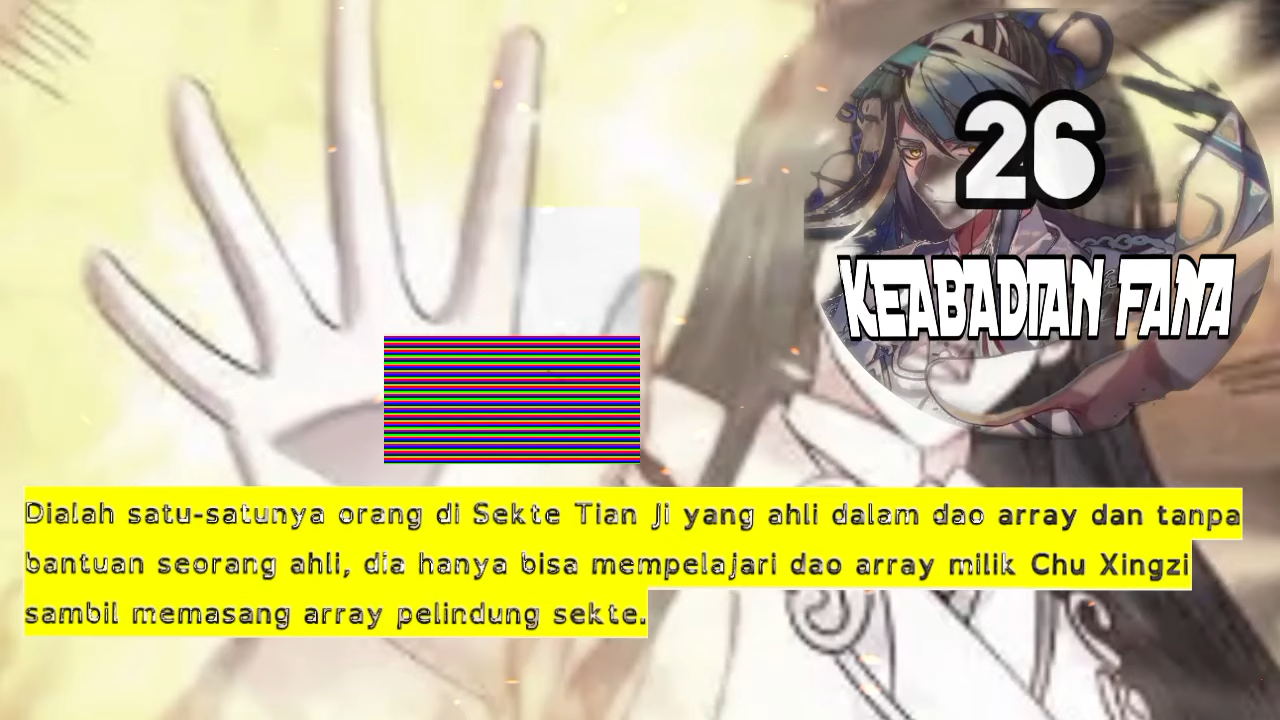 26
KEABADIAN FANA
Dialah satu-satunya orang di Sekte Tian Ji yang ahli dalam dao array dan tanpa
bantuan seorang ahli, dia hanya bisa mempelajari dao array milik Chu Xingzi
sambil memasang array pelindung sekte.